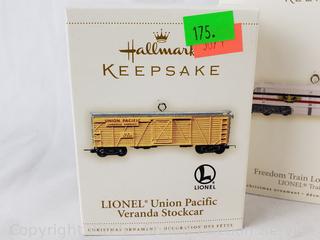 175.
Hallmark
KEEPSAKE
UNION PACIFIC
LIONEL
LIONEL® Union Pacific
Veranda Stockcar
CHRISTMAS ORNAMENT • DÉCORATION DES FÊTES
Freedom Train Lo
LIONEL® Trai